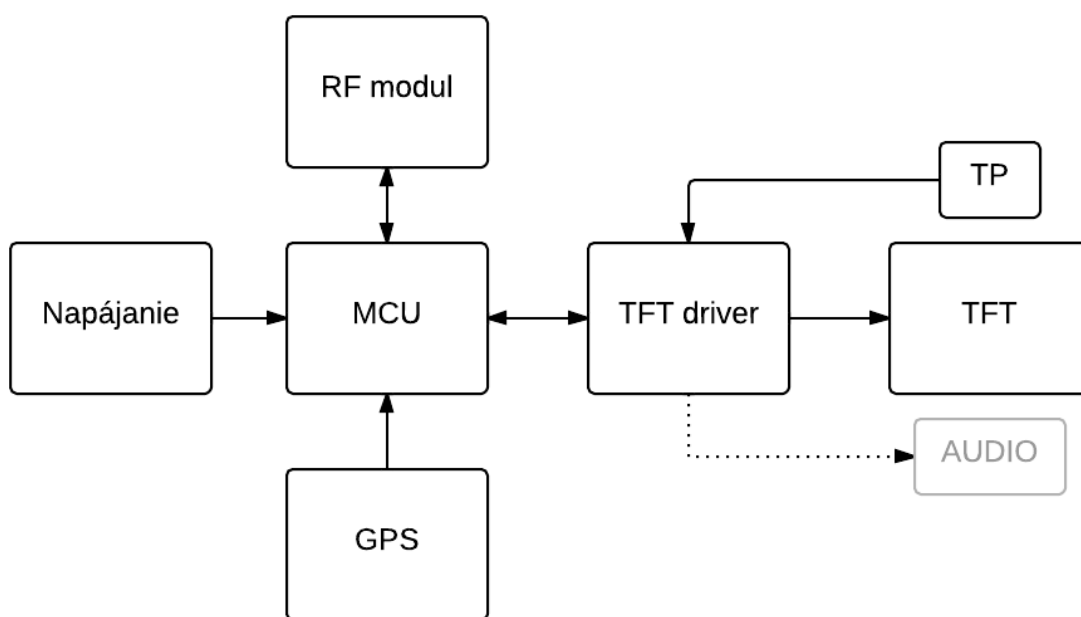 RF modul
TP
Napájanie
MCU
TFT driver
TFT
AUDIO
GPS